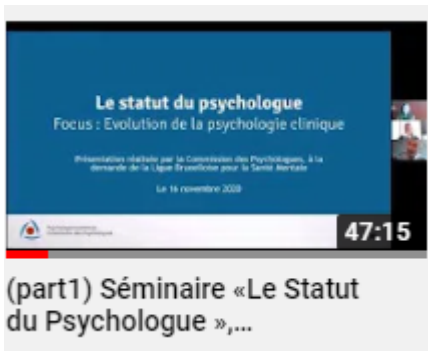 Le statut du psychologue
Focus : Evolution de la psychologie clinique
Présentation réalisée par la Commission des Psychologues, à la
demande de la Ligue Bruxelloise pour la Santé Mentale
Le 16 novembre 2020
47:15
(part1) Séminaire «Le Statut
du Psychologue »,...